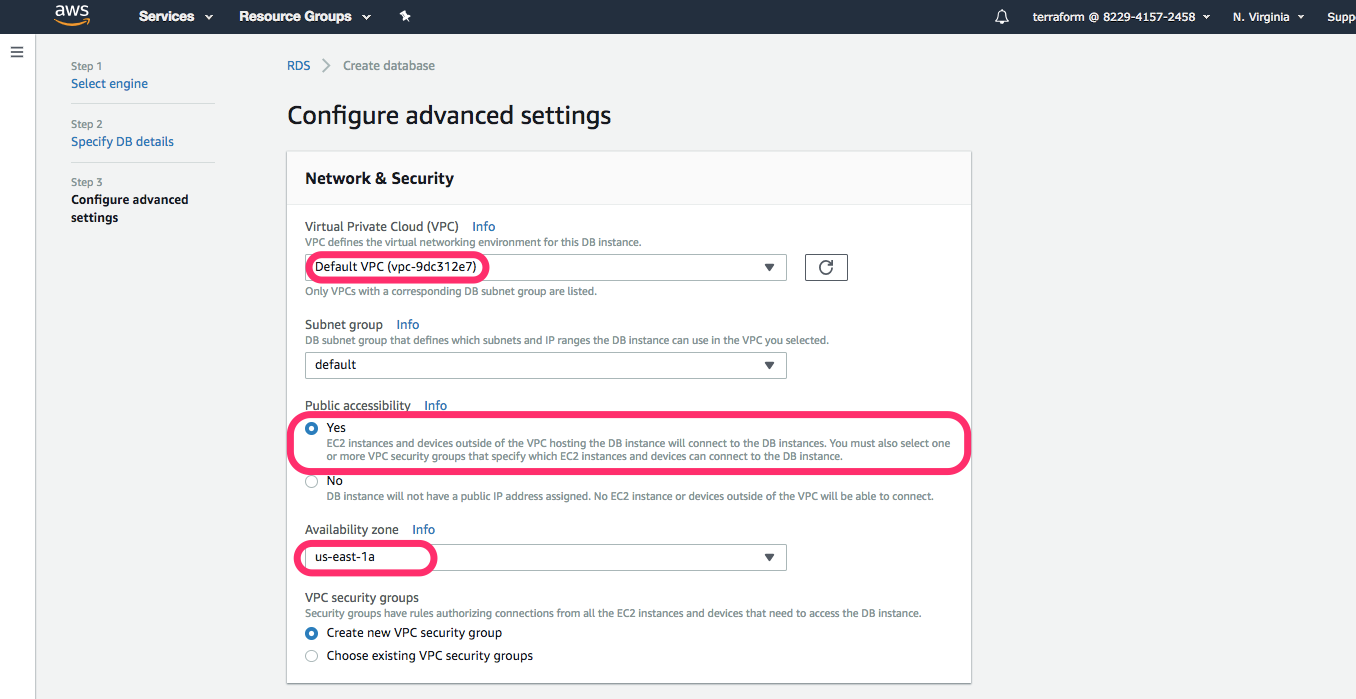 aws
Services
Resource Groups
terraform @ 8229-4157-2458
N. Virginia
Supp
Step 1
Select engine
Step 2
Specify DB details
Step 3
Configure advanced
settings
RDS
Create database
Configure advanced settings
Network & Security
Virtual Private Cloud (VPC) Info
VPC defines the virtual networking environment for this DB instance.
Default VPC (vpc-9dc312e7)
Only VPCs with a corresponding DB subnet group are listed.
Subnet group Info
DB subnet group that defines which subnets and IP ranges the DB instance can use in the VPC you selected.
default
Public accessibility Info
Yes
EC2 instances and devices outside of the VPC hosting the DB instance will connect to the DB instances. You must also select one
or more VPC security groups that specify which EC2 instances and devices can connect to the DB instance.
No
DB instance will not have a public IP address assigned. No EC2 instance or devices outside of the VPC will be able to connect.
Availability zone Info
us-east-1a
VPC security groups
Security groups have rules authorizing connections from all the EC2 instances and devices that need to access the DB instance.
Create new VPC security group
Choose existing VPC security groups